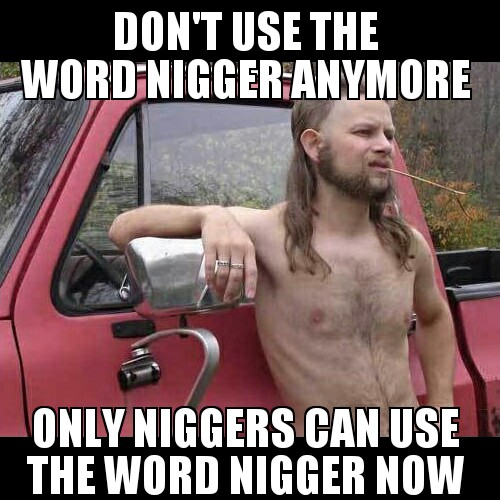 DON'T USE THE
WORD NIGGER ANYMORE
ONLY NIGGERS CAN USE
THE WORD NIGGER NOW